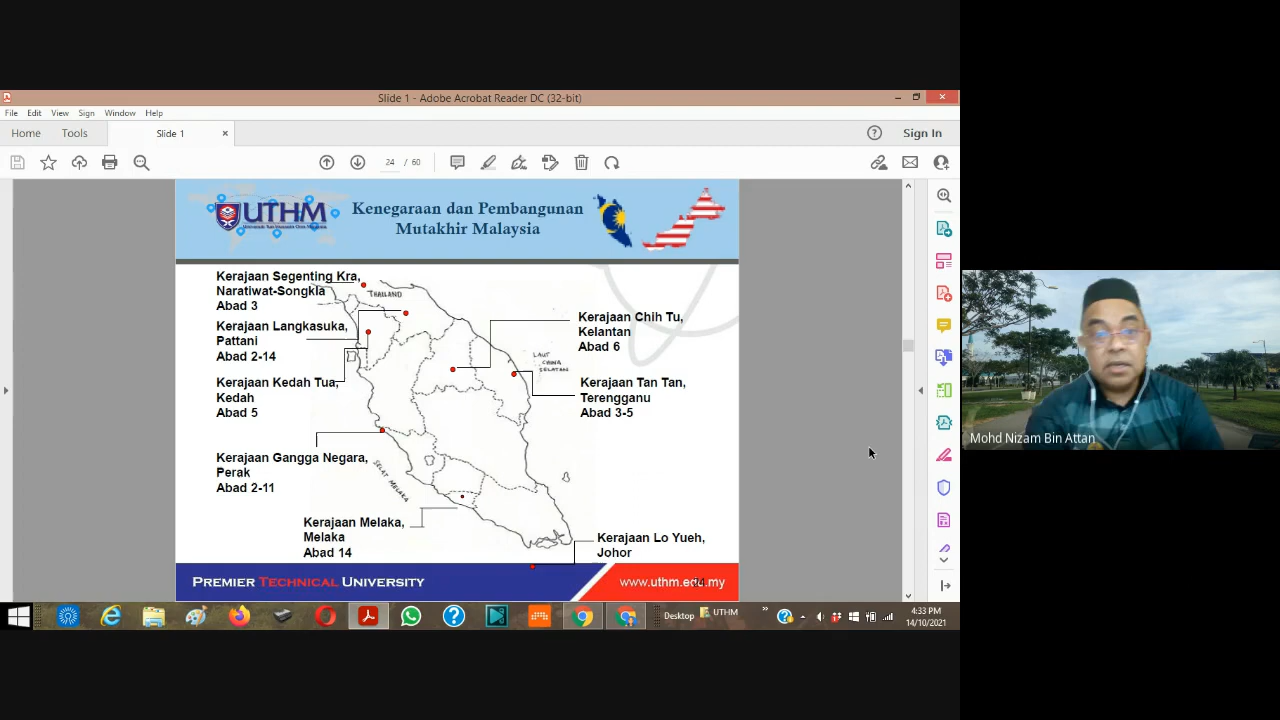 Slide 1 - Adobe Acrobat Reader DC (32-bit)
File Edit View Sign Window Help
Home Tools Slide 1 Sign In
24 / 60
UTHM
Kenegaraan dan Pembangunan
Mutakhir Malaysia
Kerajaan Segenting Kra,
Naratiwat-Songkla
Abad 3
THAILAND
Kerajaan Langkasuka,
Pattani
Abad 2-14
Kerajaan Chih Tu,
Kelantan
Abad 6
LAUT
CHINA
SELATAN
Kerajaan Kedah Tua,
Kedah
Abad 5
Kerajaan Tan Tan,
Terengganu
Abad 3-5
Kerajaan Gangga Negara,
Perak
Abad 2-11
SELAT MELAKA
Kerajaan Melaka,
Melaka
Abad 14
Kerajaan Lo Yueh,
Johor
PREMIER TECHNICAL UNIVERSITY
www.uthm.edu.my
Mohd Nizam Bin Attan
Desktop UTHM
4:33 PM
14/10/2021